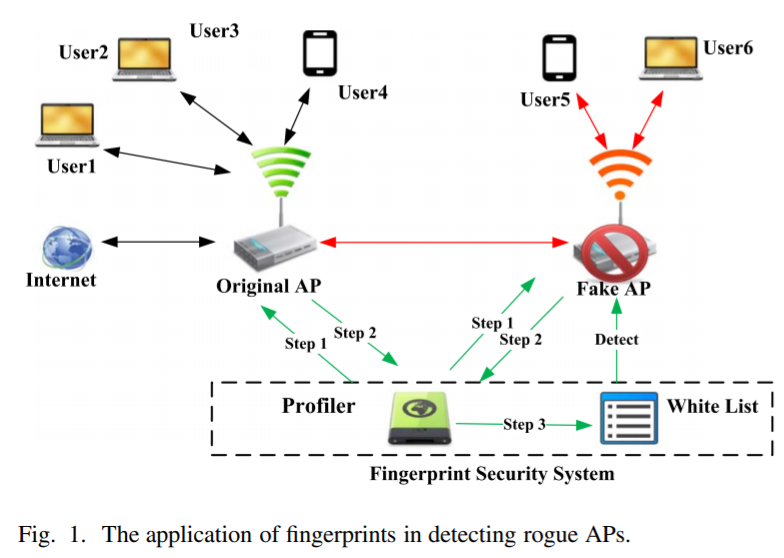 User3
User2
User6
User4
User5
User1
Internet
Original AP
Fake AP
Step 1
Step 2
Step 1
Step 2
Detect
Profiler
White List
Step 3
Fingerprint Security System
Fig. 1. The application of fingerprints in detecting rogue APs.